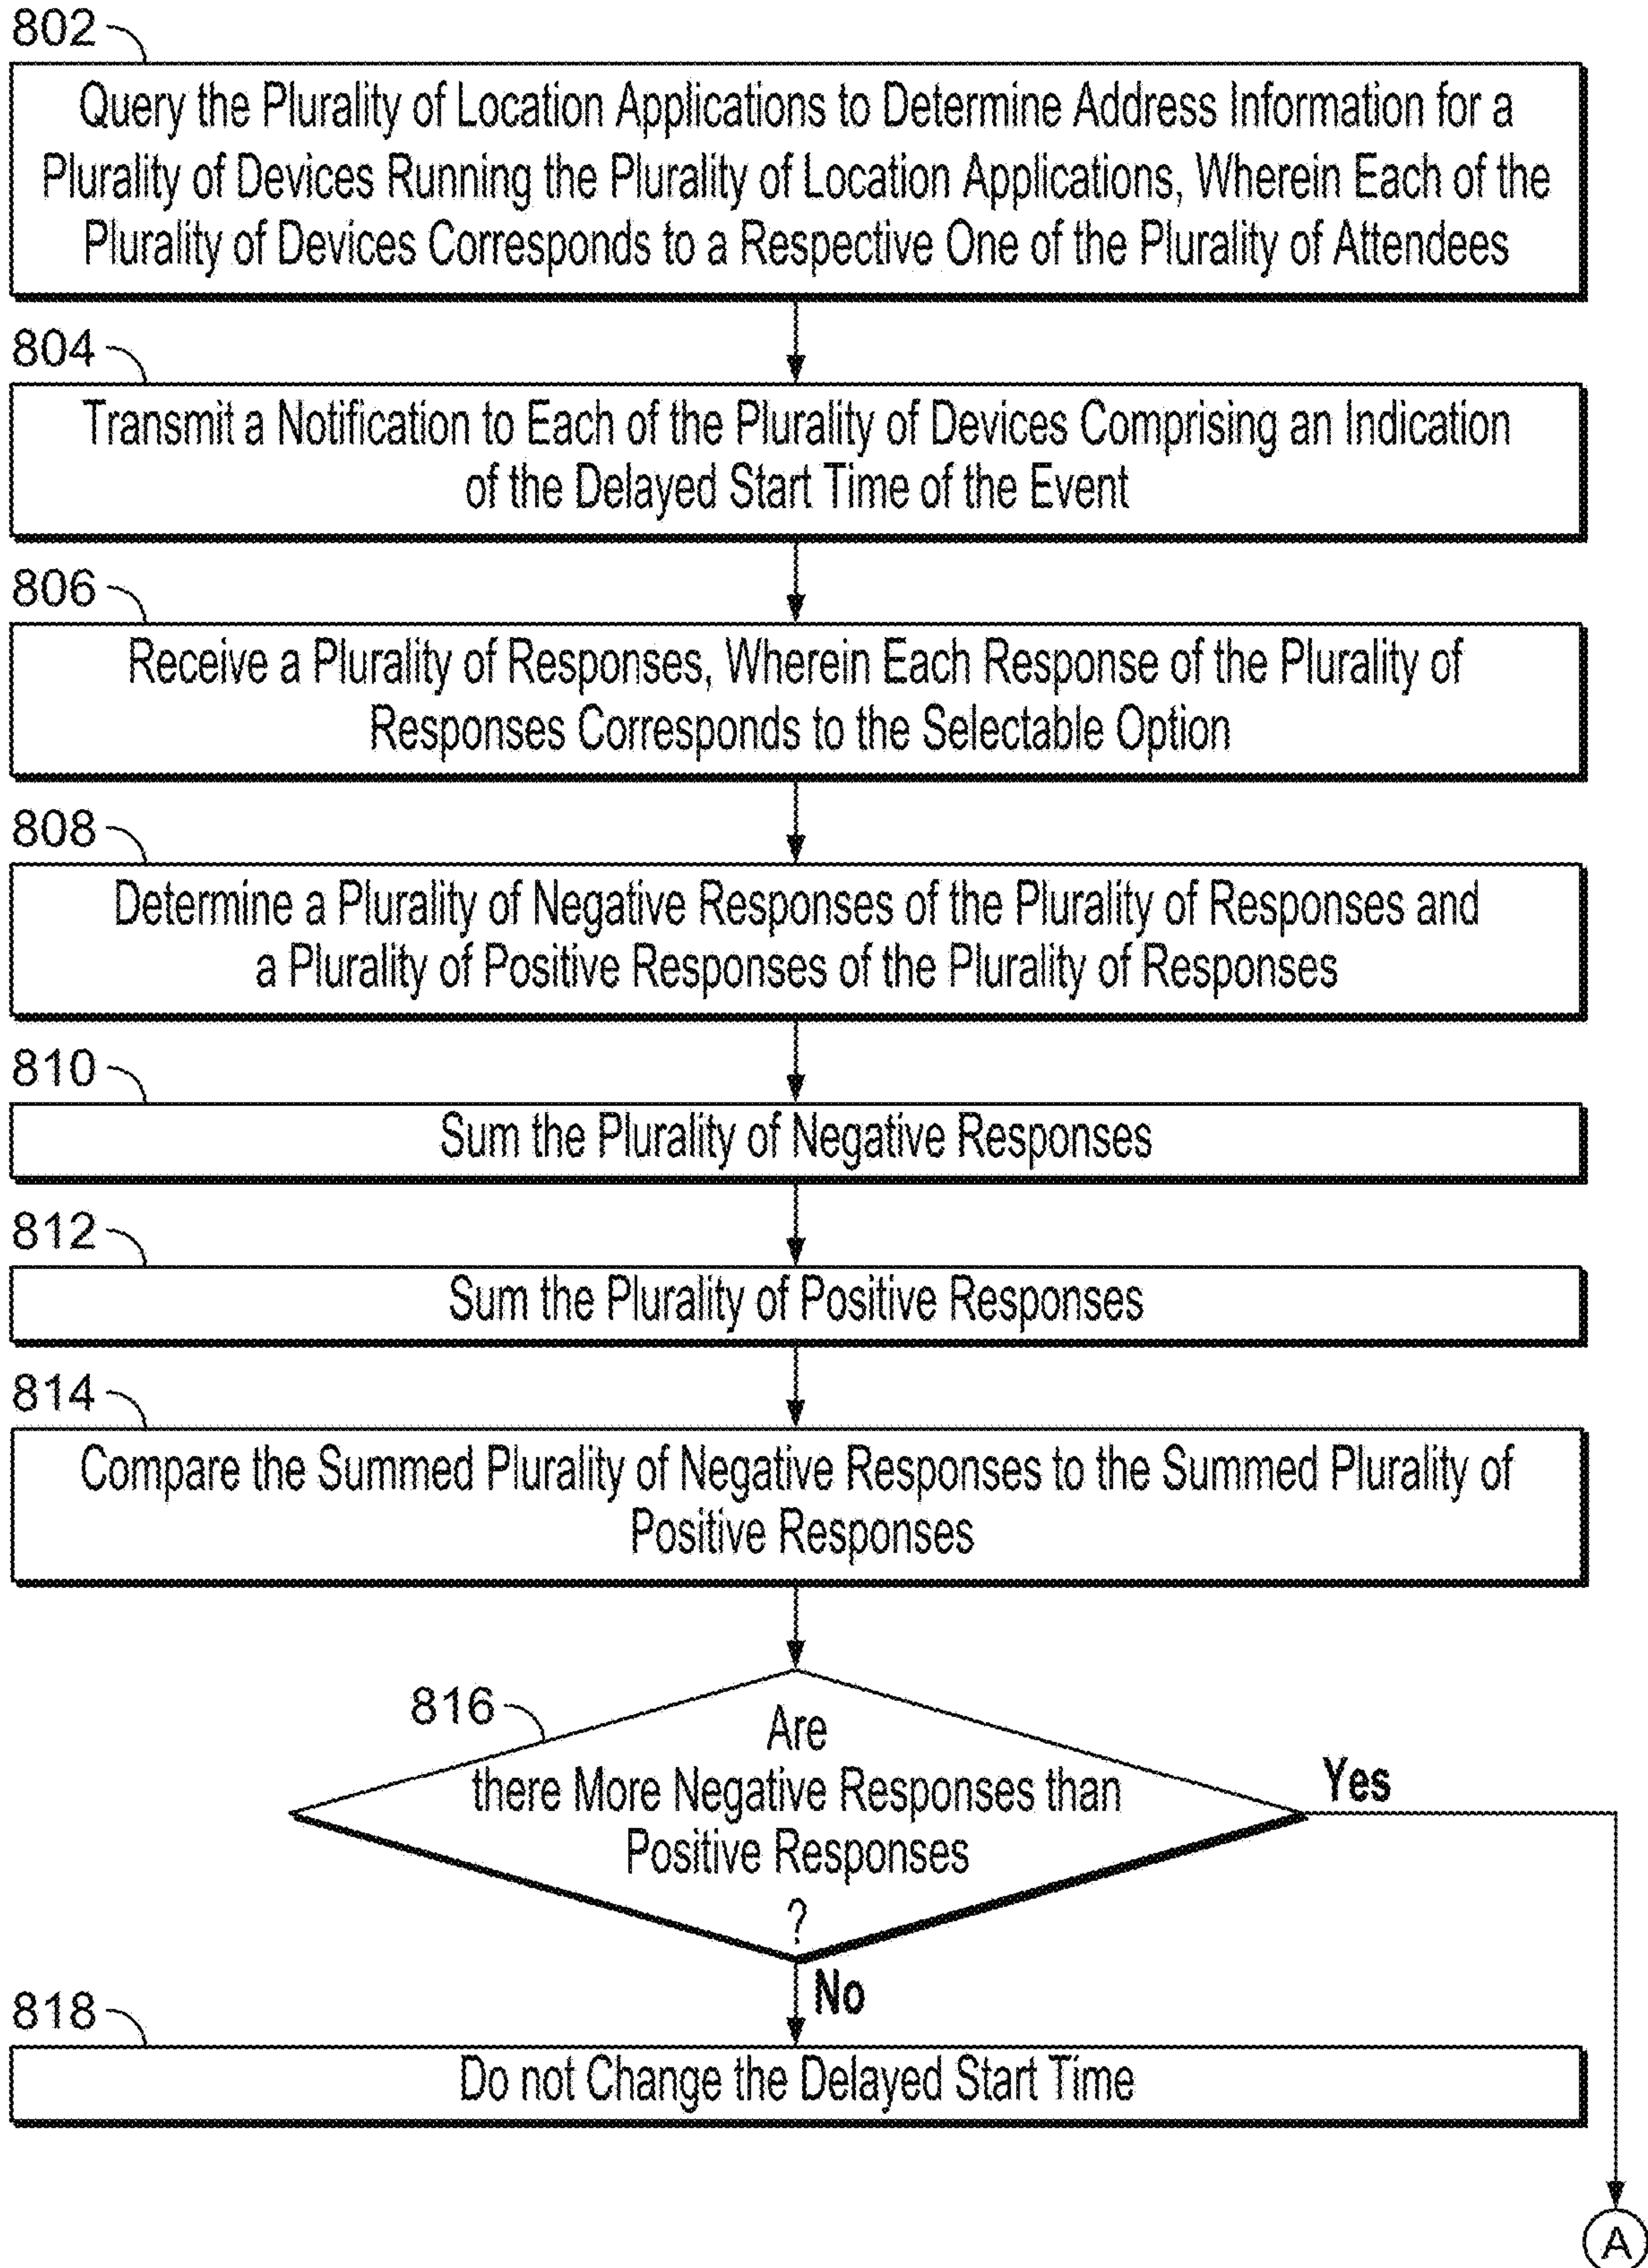 802
Query the Plurality of Location Applications to Determine Address Information for a
Plurality of Devices Running the Plurality of Location Applications, Wherein Each of the
Plurality of Devices Corresponds to a Respective One of the Plurality of Attendees
804
Transmit a Notification to Each of the Plurality of Devices Comprising an Indication
of the Delayed Start Time of the Event
806
Receive a Plurality of Responses, Wherein Each Response of the Plurality of
Responses Corresponds to the Selectable Option
808
Determine a Plurality of Negative Responses of the Plurality of Responses and
a Plurality of Positive Responses of the Plurality of Responses
810
Sum the Plurality of Negative Responses
812
Sum the Plurality of Positive Responses
814
Compare the Summed Plurality of Negative Responses to the Summed Plurality of
Positive Responses
816
Are
there More Negative Responses than
Positive Responses
?
Yes
No
818
Do not Change the Delayed Start Time
A